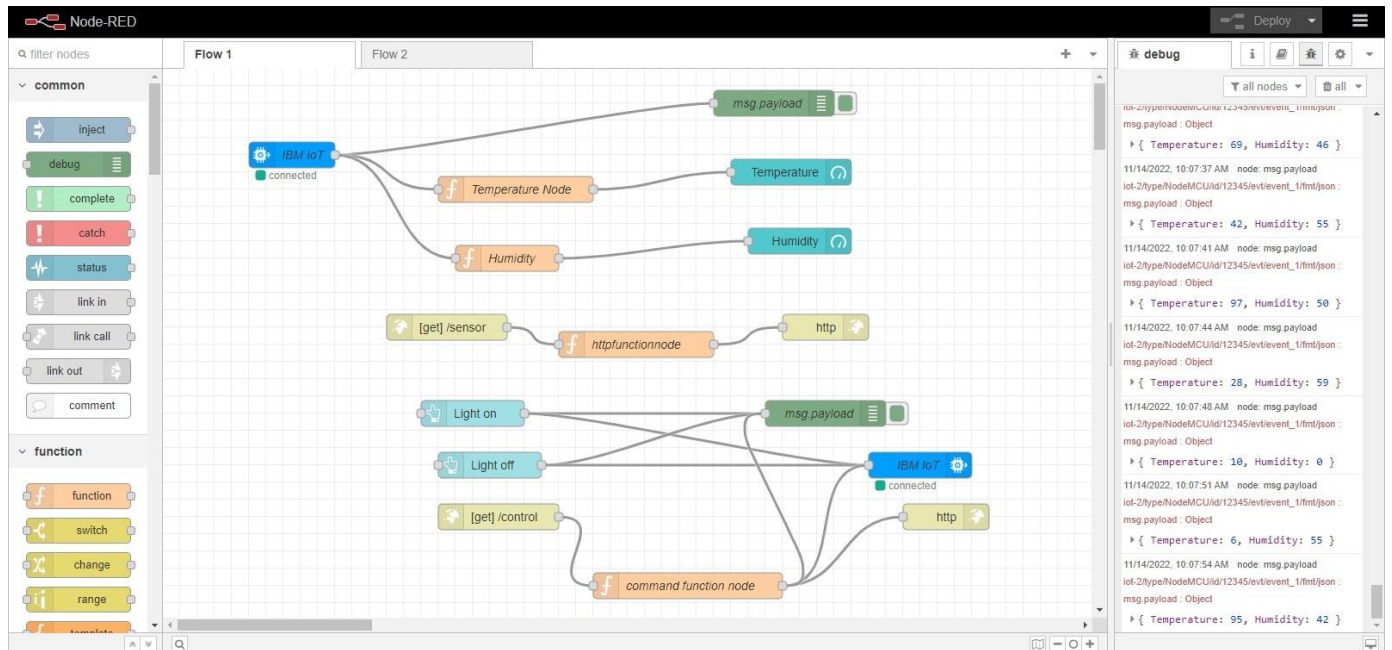 Node-RED
Deploy
filter nodes
common
inject
debug
complete
catch
status
link in
link call
link out
comment
function
function
switch
change
range
template
Flow 1
Flow 2
msg.payload
IBM IoT
connected
Temperature Node
Temperature
Humidity
Humidity
[get] /sensor
httpfunctionnode
http
Light on
msg.payload
Light off
IBM IoT
connected
[get] /control
http
command function node
debug
i
all nodes
all
iot-2/type/NodeMCU/id/12345/evt/event_1/fmt/json :
msg.payload : Object
{ Temperature: 69, Humidity: 46 }
11/14/2022, 10:07:37 AM node: msg.payload
iot-2/type/NodeMCU/id/12345/evt/event_1/fmt/json :
msg.payload : Object
{ Temperature: 42, Humidity: 55 }
11/14/2022, 10:07:41 AM node: msg.payload
iot-2/type/NodeMCU/id/12345/evt/event_1/fmt/json :
msg.payload : Object
{ Temperature: 97, Humidity: 50 }
11/14/2022, 10:07:44 AM node: msg.payload
iot-2/type/NodeMCU/id/12345/evt/event_1/fmt/json :
msg.payload : Object
{ Temperature: 28, Humidity: 59 }
11/14/2022, 10:07:48 AM node: msg.payload
iot-2/type/NodeMCU/id/12345/evt/event_1/fmt/json :
msg.payload : Object
{ Temperature: 10, Humidity: 0 }
11/14/2022, 10:07:51 AM node: msg.payload
iot-2/type/NodeMCU/id/12345/evt/event_1/fmt/json :
msg.payload : Object
{ Temperature: 6, Humidity: 55 }
11/14/2022, 10:07:54 AM node: msg.payload
iot-2/type/NodeMCU/id/12345/evt/event_1/fmt/json :
msg.payload : Object
{ Temperature: 95, Humidity: 42 }